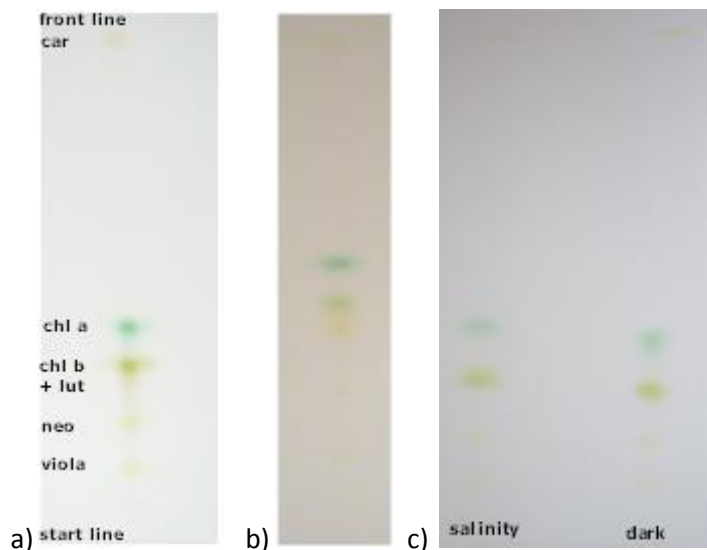 front line
car
chl a
chl b
+ lut
neo
viola
start line
a)
b)
salinity
dark
c)